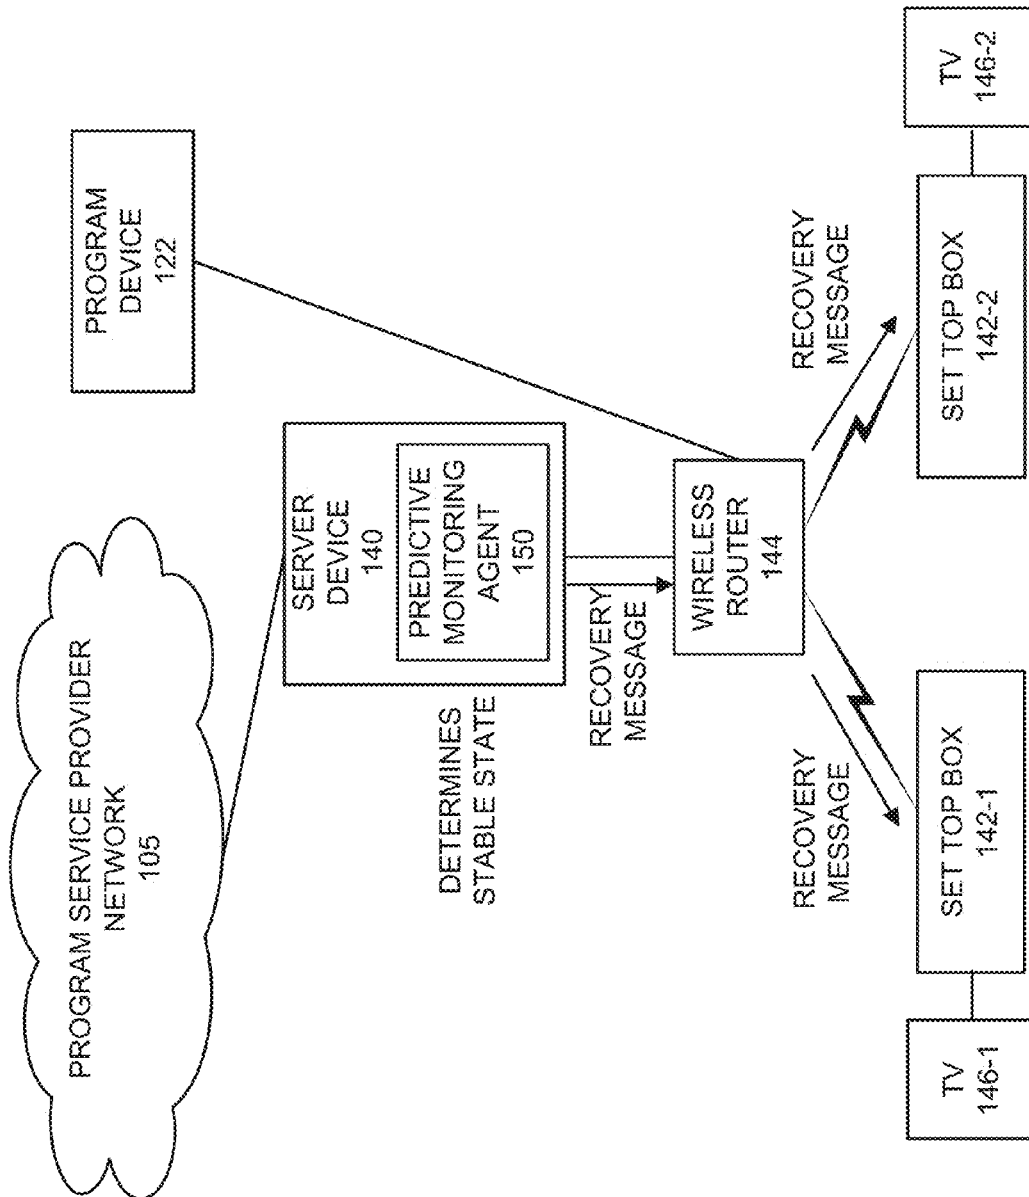 PROGRAM SERVICE PROVIDER
NETWORK
105
PROGRAM
DEVICE
122
SERVER
DEVICE
140
PREDICTIVE
MONITORING
AGENT
150
DETERMINES
STABLE STATE
RECOVERY
MESSAGE
WIRELESS
ROUTER
144
RECOVERY
MESSAGE
RECOVERY
MESSAGE
TV
146-1
SET TOP BOX
142-1
SET TOP BOX
142-2
TV
146-2